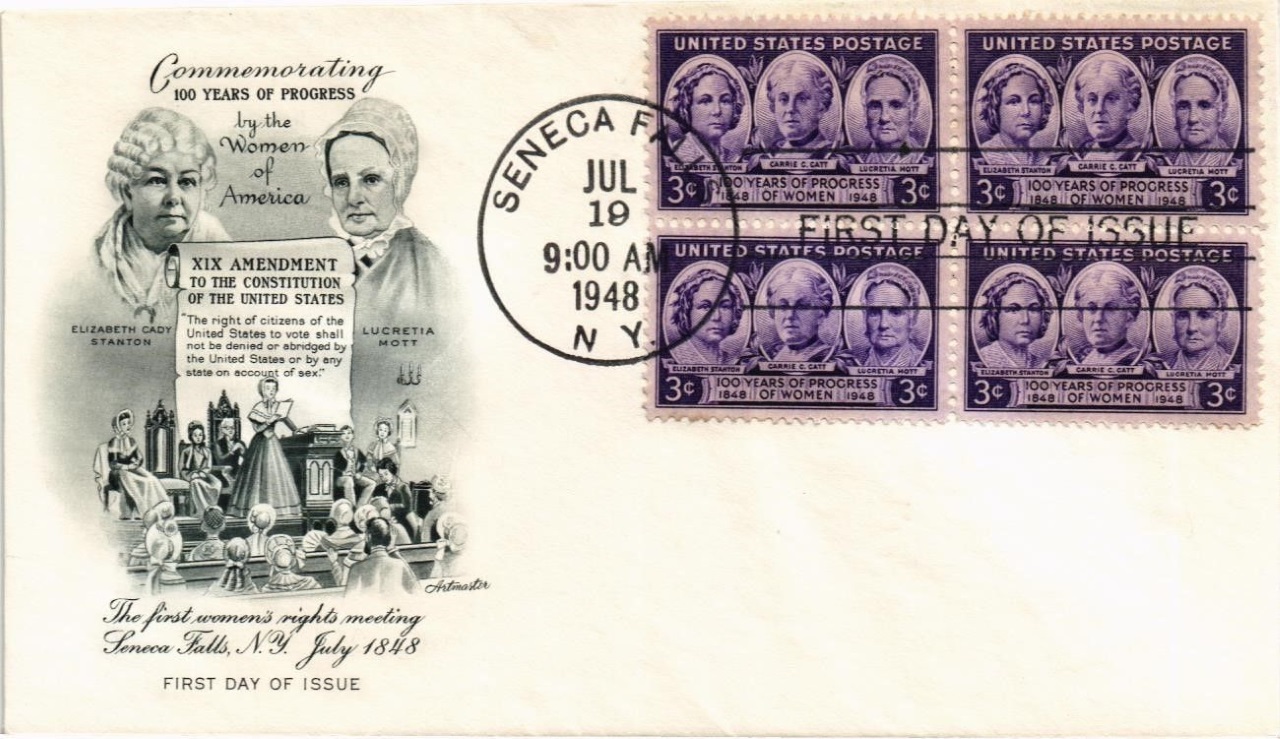 Commemorating
100 YEARS OF PROGRESS
by the
Women
of
America
XIX AMENDMENT
TO THE CONSTITUTION
OF THE UNITED STATES
"The right of citizens of the
United States to vote shall
not be denied or abridged by
the United States or by any
state on account of sex."
ELIZABETH CADY
STANTON
LUCRETIA
MOTT
Artmaster
The first women's rights meeting
Seneca Falls, N.Y. July 1848
FIRST DAY OF ISSUE
SENECA FALLS
JUL
19
9:00 AM
1948
N Y.
FIRST DAY OF ISSUE
UNITED STATES POSTAGE
ELIZABETH STANTON
CARRIE C. CATT
LUCRETIA MOTT
3¢ 100 YEARS OF PROGRESS 3¢
1848 OF WOMEN 1948
UNITED STATES POSTAGE
ELIZABETH STANTON
CARRIE C. CATT
LUCRETIA MOTT
3¢ 100 YEARS OF PROGRESS 3¢
1848 OF WOMEN 1948
UNITED STATES POSTAGE
ELIZABETH STANTON
CARRIE C. CATT
LUCRETIA MOTT
3¢ 100 YEARS OF PROGRESS 3¢
1848 OF WOMEN 1948
UNITED STATES POSTAGE
ELIZABETH STANTON
CARRIE C. CATT
LUCRETIA MOTT
3¢ 100 YEARS OF PROGRESS 3¢
1848 OF WOMEN 1948